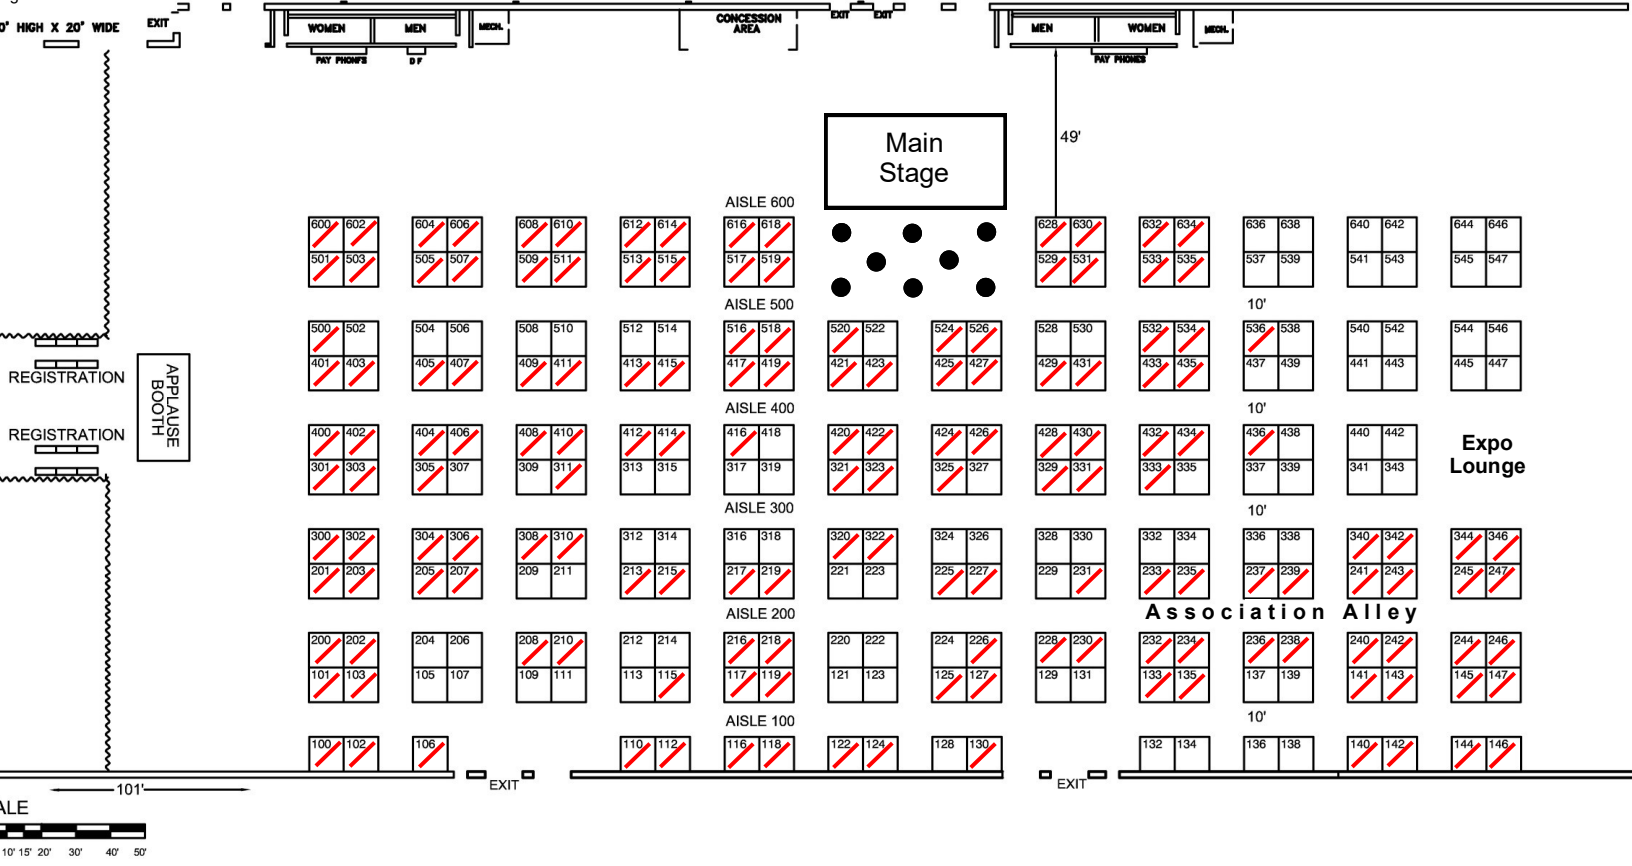 0' HIGH X 20' WIDE
EXIT
WOMEN MEN MECH.
PAY PHONES D F
CONCESSION
AREA
EXIT EXIT
MEN WOMEN MECH.
PAY PHONES
Main
Stage
49'
AISLE 600
600 602 604 606 608 610 612 614 616 618 628 630 632 634 636 638 640 642 644 646
501 503 505 507 509 511 513 515 517 519 529 531 533 535 537 539 541 543 545 547
AISLE 500 10'
500 502 504 506 508 510 512 514 516 518 520 522 524 526 528 530 532 534 536 538 540 542 544 546
401 403 405 407 409 411 413 415 417 419 421 423 425 427 429 431 433 435 437 439 441 443 445 447
REGISTRATION
APPLAUSE
BOOTH
AISLE 400 10'
REGISTRATION
400 402 404 406 408 410 412 414 416 418 420 422 424 426 428 430 432 434 436 438 440 442
301 303 305 307 309 311 313 315 317 319 321 323 325 327 329 331 333 335 337 339 341 343
Expo
Lounge
AISLE 300 10'
300 302 304 306 308 310 312 314 316 318 320 322 324 326 328 330 332 334 336 338 340 342 344 346
201 203 205 207 209 211 213 215 217 219 221 223 225 227 229 231 233 235 237 239 241 243 245 247
AISLE 200 Association Alley
200 202 204 206 208 210 212 214 216 218 220 222 224 226 228 230 232 234 236 238 240 242 244 246
101 103 105 107 109 111 113 115 117 119 121 123 125 127 129 131 133 135 137 139 141 143 145 147
AISLE 100 10'
100 102 106 110 112 116 118 122 124 128 130 132 134 136 138 140 142 144 146
EXIT EXIT
101'
ALE
10' 15' 20' 30' 40' 50'